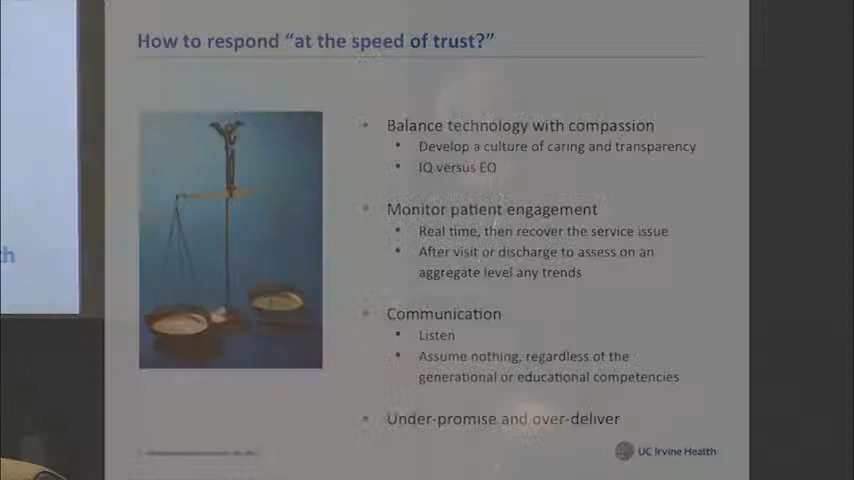 How to respond “at the speed of trust?”
• Balance technology with compassion
• Develop a culture of caring and transparency
• IQ versus EQ
• Monitor patient engagement
• Real time, then recover the service issue
• After visit or discharge to assess on an
aggregate level any trends
• Communication
• Listen
• Assume nothing, regardless of the
generational or educational competencies
• Under-promise and over-deliver
UC Irvine Health
th